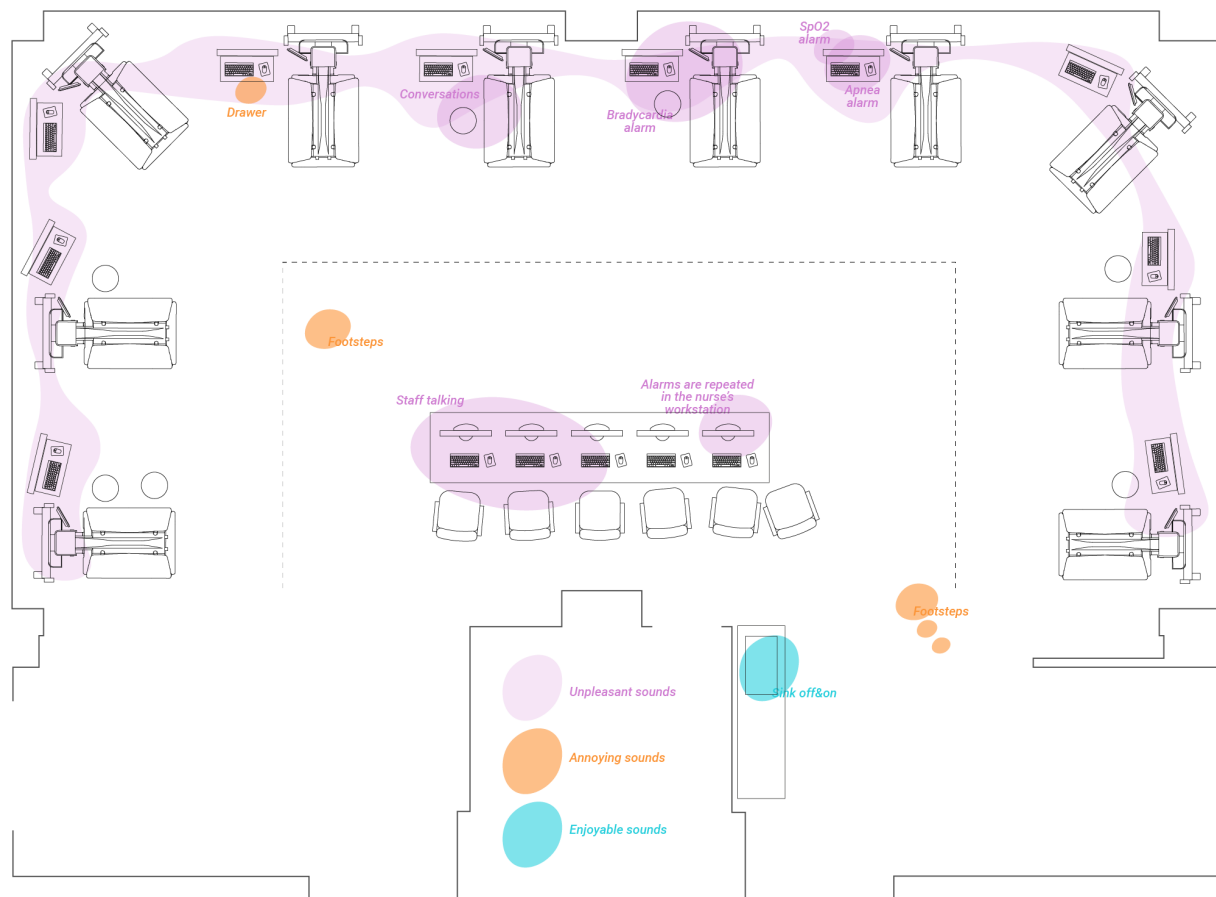 SpO2
alarm
Drawer
Conversations
Bradycardia
alarm
Apnea
alarm
Footsteps
Staff talking
Alarms are repeated
in the nurse's
workstation
Footsteps
Sink off&on
Unpleasant sounds
Annoying sounds
Enjoyable sounds